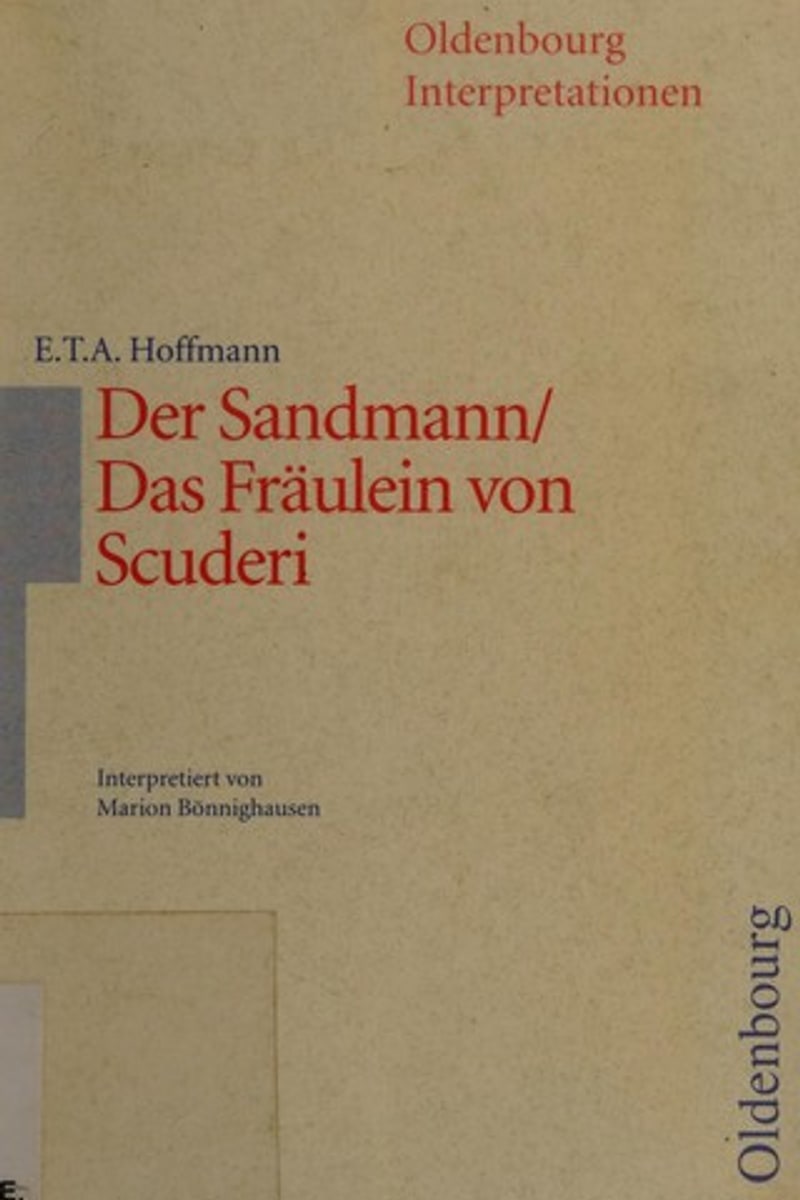 Oldenbourg
Interpretationen
E.T.A. Hoffmann
Der Sandmann/
Das Fräulein von
Scuderi
Interpretiert von
Marion Bönnighausen
Oldenbourg
E.